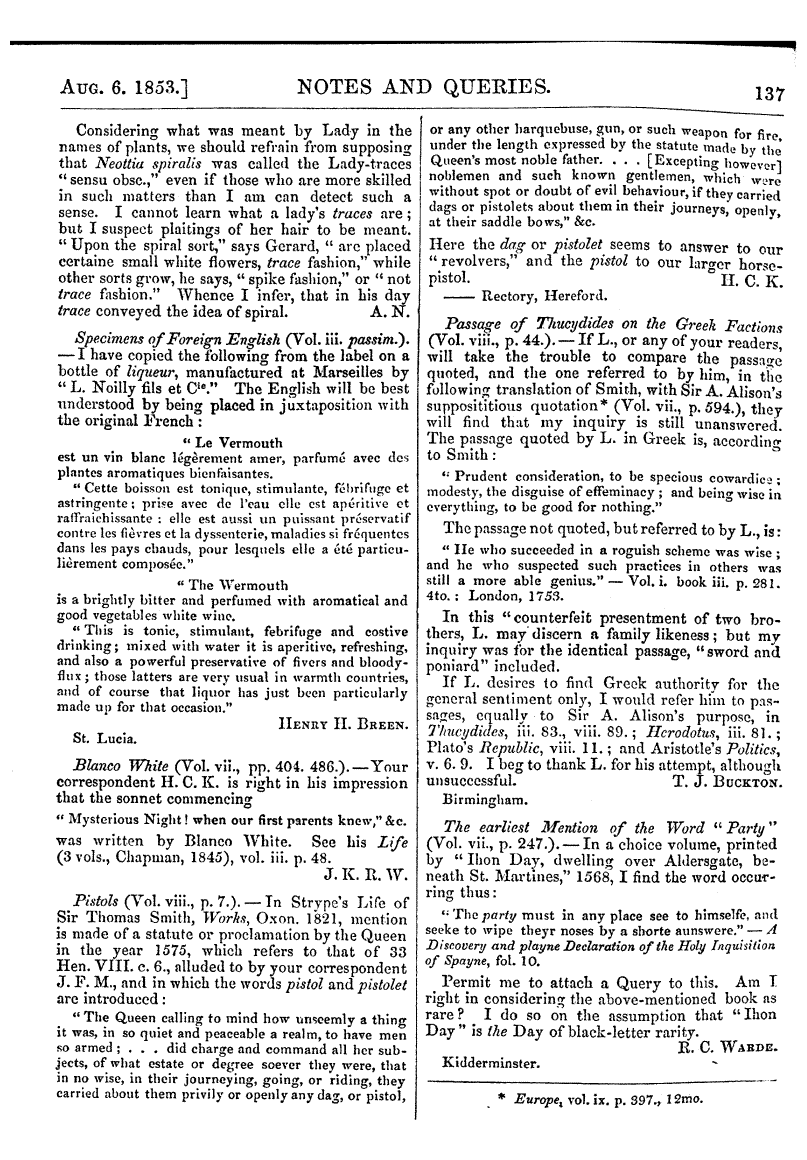 AUG. 6. 1853.] NOTES AND QUERIES. 137
Considering what was meant by Lady in the
names of plants, we should refrain from supposing
that Neottia spiralis was called the Lady-traces
"sensu obsc.," even if those who are more skilled
in such matters than I am can detect such a
sense. I cannot learn what a lady's traces are;
but I suspect plaitings of her hair to be meant.
"Upon the spiral sort," says Gerard, "are placed
certaine small white flowers, trace fashion," while
other sorts grow, he says, "spike fashion," or "not
trace fashion." Whence I infer, that in his day
trace conveyed the idea of spiral. A. N.
Specimens of Foreign English (Vol. iii. passim.).
— I have copied the following from the label on a
bottle of liqueur, manufactured at Marseilles by
"L. Noilly fils et Cie." The English will be best
understood by being placed in juxtaposition with
the original French:
"Le Vermouth
est un vin blanc légèrement amer, parfumé avec des
plantes aromatiques bienfaisantes.
"Cette boisson est tonique, stimulante, fébrifuge et
astringente; prise avec de l'eau elle est apéritive et
raffraichissante: elle est aussi un puissant préservatif
contre les fièvres et la dyssenterie, maladies si fréquentes
dans les pays chauds, pour lesquels elle a été particu-
lièrement composée."
"The Wermouth
is a brightly bitter and perfumed with aromatical and
good vegetables white wine.
"This is tonic, stimulant, febrifuge and costive
drinking; mixed with water it is aperitive, refreshing,
and also a powerful preservative of fivers and bloody-
flux; those latters are very usual in warmth countries,
and of course that liquor has just been particularly
made up for that occasion."
HENRY H. BREEN.
St. Lucia.
Blanco White (Vol. vii., pp. 404. 486.).—Your
correspondent H. C. K. is right in his impression
that the sonnet commencing
"Mysterious Night! when our first parents knew," &c.
was written by Blanco White. See his Life
(3 vols., Chapman, 1845), vol. iii. p. 48.
J. K. R. W.
Pistols (Vol. viii., p. 7.).—In Strype's Life of
Sir Thomas Smith, Works, Oxon. 1821, mention
is made of a statute or proclamation by the Queen
in the year 1575, which refers to that of 33
Hen. VIII. c. 6., alluded to by your correspondent
J. F. M., and in which the words pistol and pistolet
are introduced:
"The Queen calling to mind how unseemly a thing
it was, in so quiet and peaceable a realm, to have men
so armed; . . . did charge and command all her sub-
jects, of what estate or degree soever they were, that
in no wise, in their journeying, going, or riding, they
carried about them privily or openly any dag, or pistol,
or any other harquebuse, gun, or such weapon for fire,
under the length expressed by the statute made by the
Queen's most noble father. . . . [Excepting however]
noblemen and such known gentlemen, which were
without spot or doubt of evil behaviour, if they carried
dags or pistolets about them in their journeys, openly,
at their saddle bows," &c.
Here the dag or pistolet seems to answer to our
"revolvers," and the pistol to our larger horse-
pistol. H. C. K.
—— Rectory, Hereford.
Passage of Thucydides on the Greek Factions
(Vol. viii., p. 44.).—If L., or any of your readers,
will take the trouble to compare the passage
quoted, and the one referred to by him, in the
following translation of Smith, with Sir A. Alison's
supposititious quotation* (Vol. vii., p. 594.), they
will find that my inquiry is still unanswered.
The passage quoted by L. in Greek is, according
to Smith:
"Prudent consideration, to be specious cowardice;
modesty, the disguise of effeminacy; and being wise in
everything, to be good for nothing."
The passage not quoted, but referred to by L., is:
"He who succeeded in a roguish scheme was wise;
and he who suspected such practices in others was
still a more able genius."—Vol. i. book iii. p. 281.
4to.: London, 1753.
In this "counterfeit presentment of two bro-
thers, L. may discern a family likeness; but my
inquiry was for the identical passage, "sword and
poniard" included.
If L. desires to find Greek authority for the
general sentiment only, I would refer him to pas-
sages, equally to Sir A. Alison's purpose, in
Thucydides, iii. 83., viii. 89.; Herodotus, iii. 81.;
Plato's Republic, viii. 11.; and Aristotle's Politics,
v. 6. 9. I beg to thank L. for his attempt, although
unsuccessful. T. J. BUCKTON.
Birmingham.
The earliest Mention of the Word "Party"
(Vol. vii., p. 247.).—In a choice volume, printed
by "Ihon Day, dwelling over Aldersgate, be-
neath St. Martines," 1568, I find the word occur-
ring thus:
"The party must in any place see to himselfe, and
seeke to wipe theyr noses by a shorte aunswere."—A
Discovery and playne Declaration of the Holy Inquisition
of Spayne, fol. 10.
Permit me to attach a Query to this. Am I
right in considering the above-mentioned book as
rare? I do so on the assumption that "Ihon
Day" is the Day of black-letter rarity.
R. C. WARDE.
Kidderminster.
* Europe, vol. ix. p. 397., 12mo.